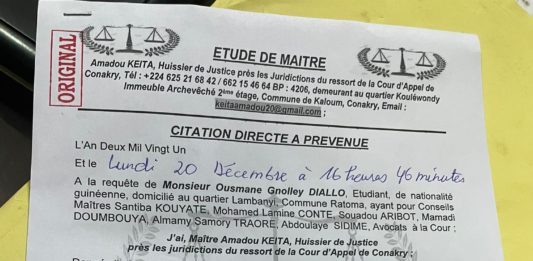 ORIGINAL
ETUDE DE MAITRE
Amadou KEITA, Huissier de Justice près les Juridictions du ressort de la Cour d'Appel de
Conakry, Tél : +224 625 21 68 42 / 662 15 46 64 BP : 4206, demeurant au quartier Kouléwondy
Immeuble Archevêché 2ème étage, Commune de Kaloum, Conakry, Email :
keitaamadou20@gmail.com ;
CITATION DIRECTE A PREVENUE
L'An Deux Mil Vingt Un
Et le Lundi 20 Décembre à 16 heures 46 minutes
A la requête de Monsieur Ousmane Gnolley DIALLO, Etudiant, de nationalité
guinéenne, domicilié au quartier Lambanyi, Commune Ratoma, ayant pour Conseils
Maîtres Santiba KOUYATE, Mohamed Lamine CONTE, Souadou ARIBOT, Mamadi
DOUMBOUYA, Almamy Samory TRAORE, Abdoulaye SIDIME, Avocats à la Cour ;
J'ai, Maître Amadou KEITA, Huissier de Justice
près les juridictions du ressort de la Cour d'Appel de Conakry ;